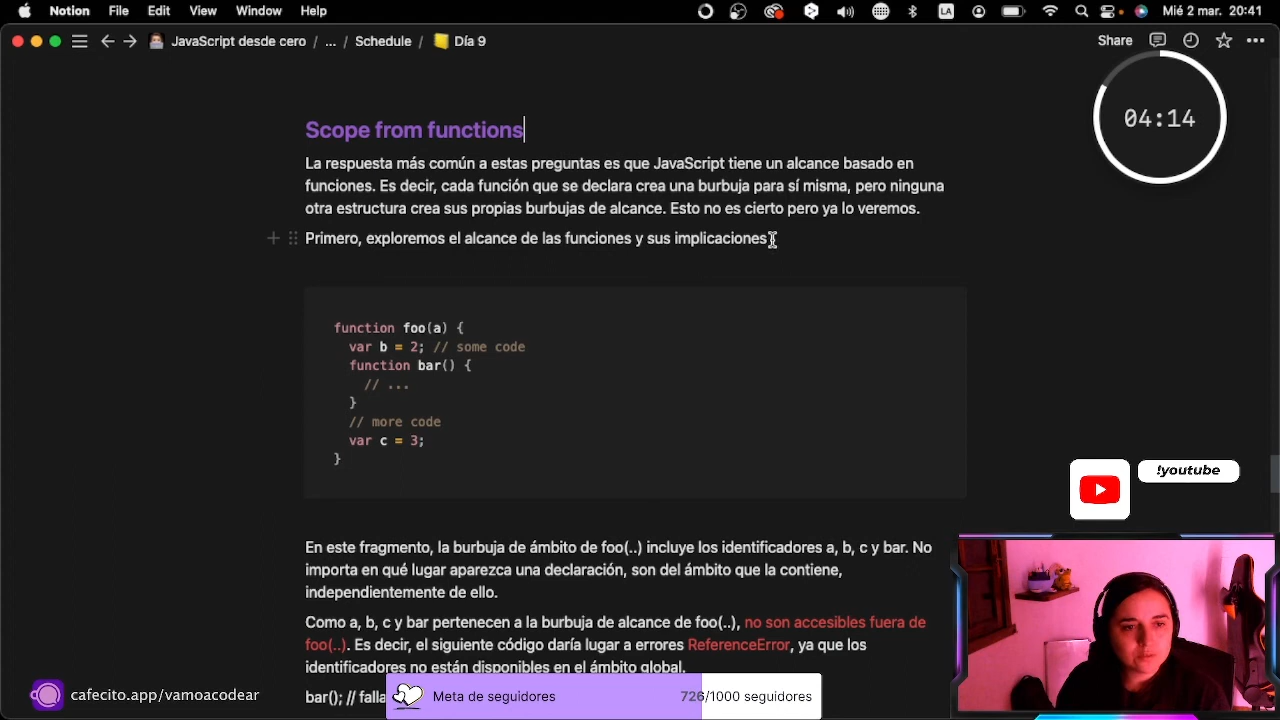 Notion File Edit View Window Help LA Mié 2 mar. 20:41
JavaScript desde cero / ... / Schedule / Día 9 Share
04:14
Scope from functions
La respuesta más común a estas preguntas es que JavaScript tiene un alcance basado en
funciones. Es decir, cada función que se declara crea una burbuja para sí misma, pero ninguna
otra estructura crea sus propias burbujas de alcance. Esto no es cierto pero ya lo veremos.
Primero, exploremos el alcance de las funciones y sus implicaciones
function foo(a) {
var b = 2; // some code
function bar() {
// ...
}
// more code
var c = 3;
}
!youtube
En este fragmento, la burbuja de ámbito de foo(..) incluye los identificadores a, b, c y bar. No
importa en qué lugar aparezca una declaración, son del ámbito que la contiene,
independientemente de ello.
Como a, b, c y bar pertenecen a la burbuja de alcance de foo(..), no son accesibles fuera de
foo(..). Es decir, el siguiente código daría lugar a errores ReferenceError, ya que los
identificadores no están disponibles en el ámbito global.
bar(); // falla
cafecito.app/vamoacodear
Meta de seguidores 726/1000 seguidores